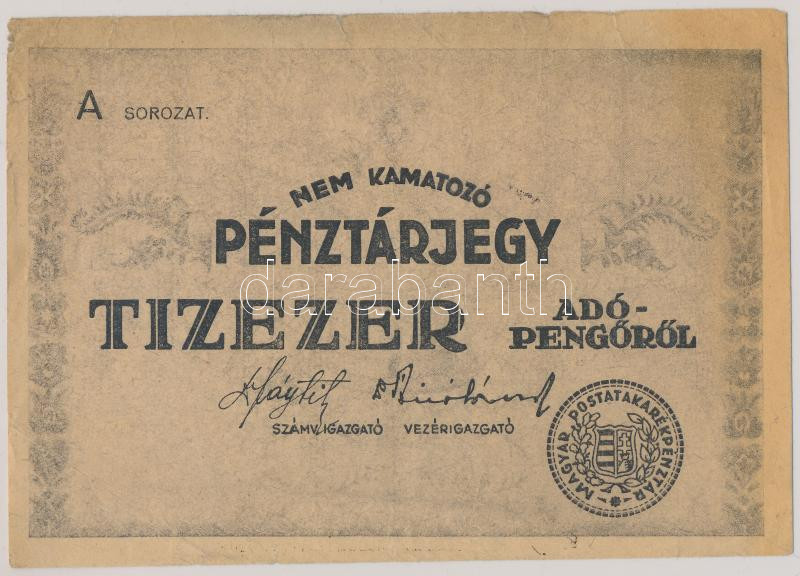 A SOROZAT.
NEM KAMATOZÓ
PÉNZTÁRJEGY
TIZEZER ADÓ-
PENGŐRŐL
darabanth
SZÁMV. IGAZGATÓ VEZÉRIGAZGATÓ
MAGYAR POSTATAKARÉKPÉNZTÁR